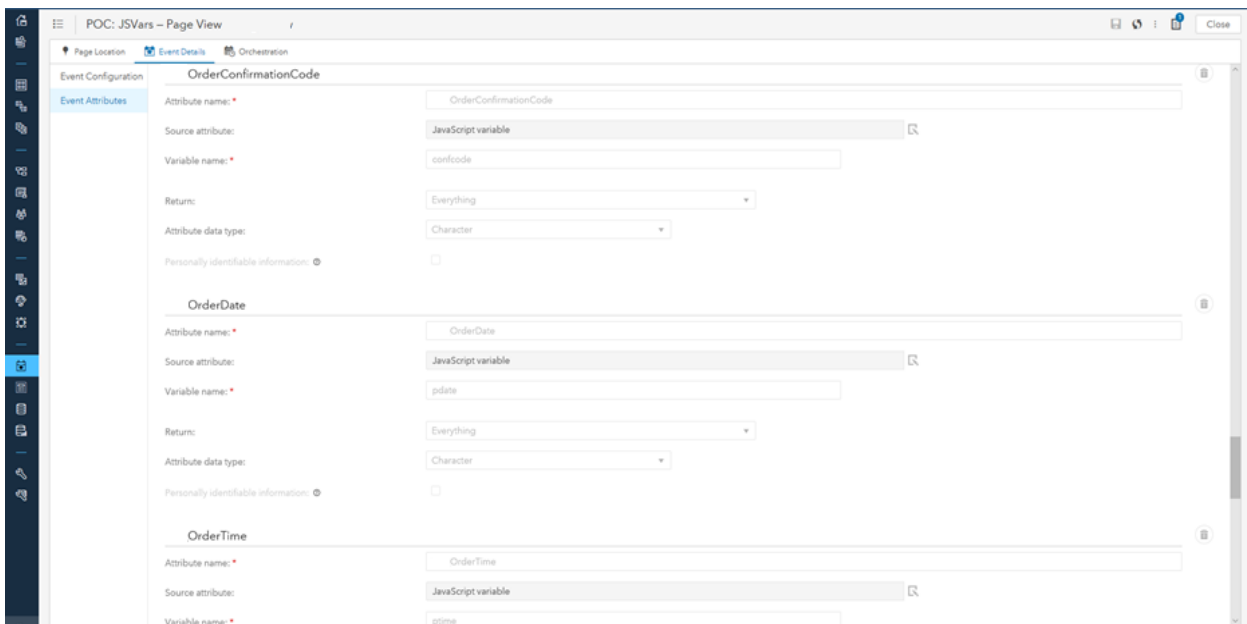 POC: JSVars – Page View
Close
Page Location Event Details Orchestration
Event Configuration
Event Attributes
OrderConfirmationCode
Attribute name: * OrderConfirmationCode
Source attribute: JavaScript variable
Variable name: * confcode
Return: Everything
Attribute data type: Character
Personally identifiable information:
OrderDate
Attribute name: * OrderDate
Source attribute: JavaScript variable
Variable name: * pdate
Return: Everything
Attribute data type: Character
Personally identifiable information:
OrderTime
Attribute name: * OrderTime
Source attribute: JavaScript variable
Variable name: * ptime